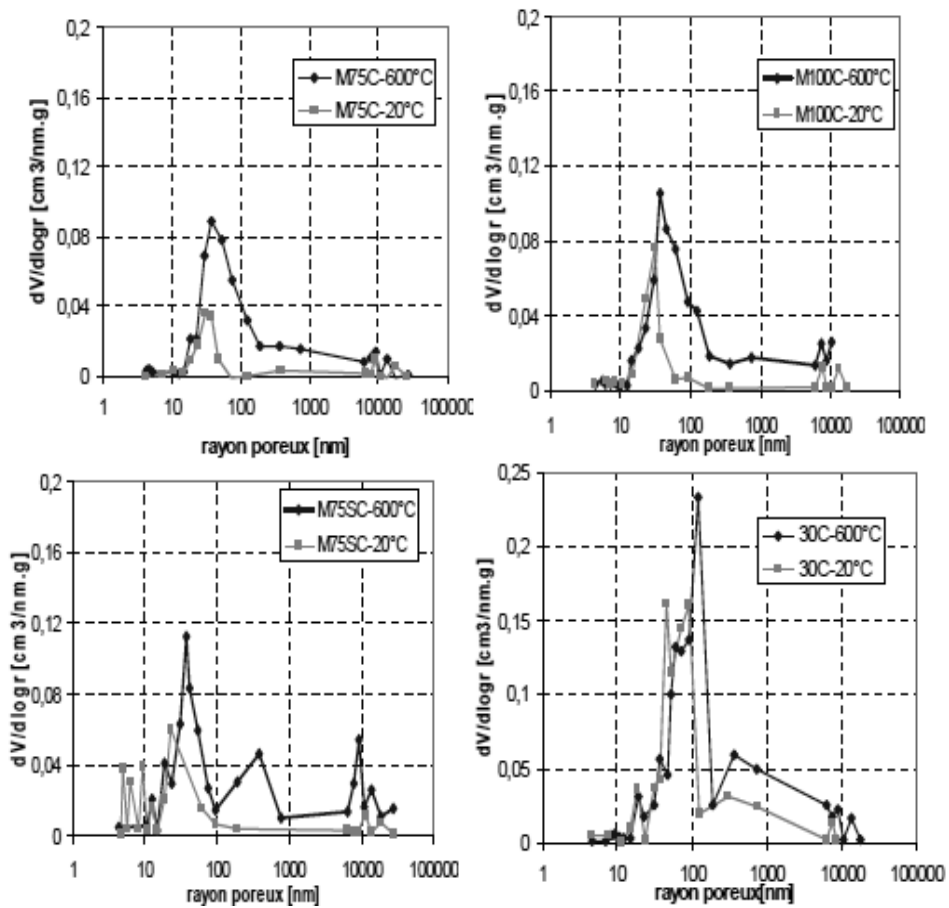 0,2
0,16
0,12
0,08
0,04
0
dV/dlogr [cm3/nm.g]
M75C-600°C
M75C-20°C
1 10 100 1000 10000 100000
rayon poreux [nm]
0,2
0,16
0,12
0,08
0,04
0
dV/dlogr [cm3/nm.g]
M100C-600°C
M100C-20°C
1 10 100 1000 10000 100000
rayon poreux [nm]
0,2
0,16
0,12
0,08
0,04
0
dV/dlogr [cm3/nm.g]
M75SC-600°C
M75SC-20°C
1 10 100 1000 10000 100000
rayon poreux [nm]
0,25
0,2
0,15
0,1
0,05
0
dV/dlogr [cm3/nm.g]
30C-600°C
30C-20°C
1 10 100 1000 10000 100000
rayon poreux[nm]